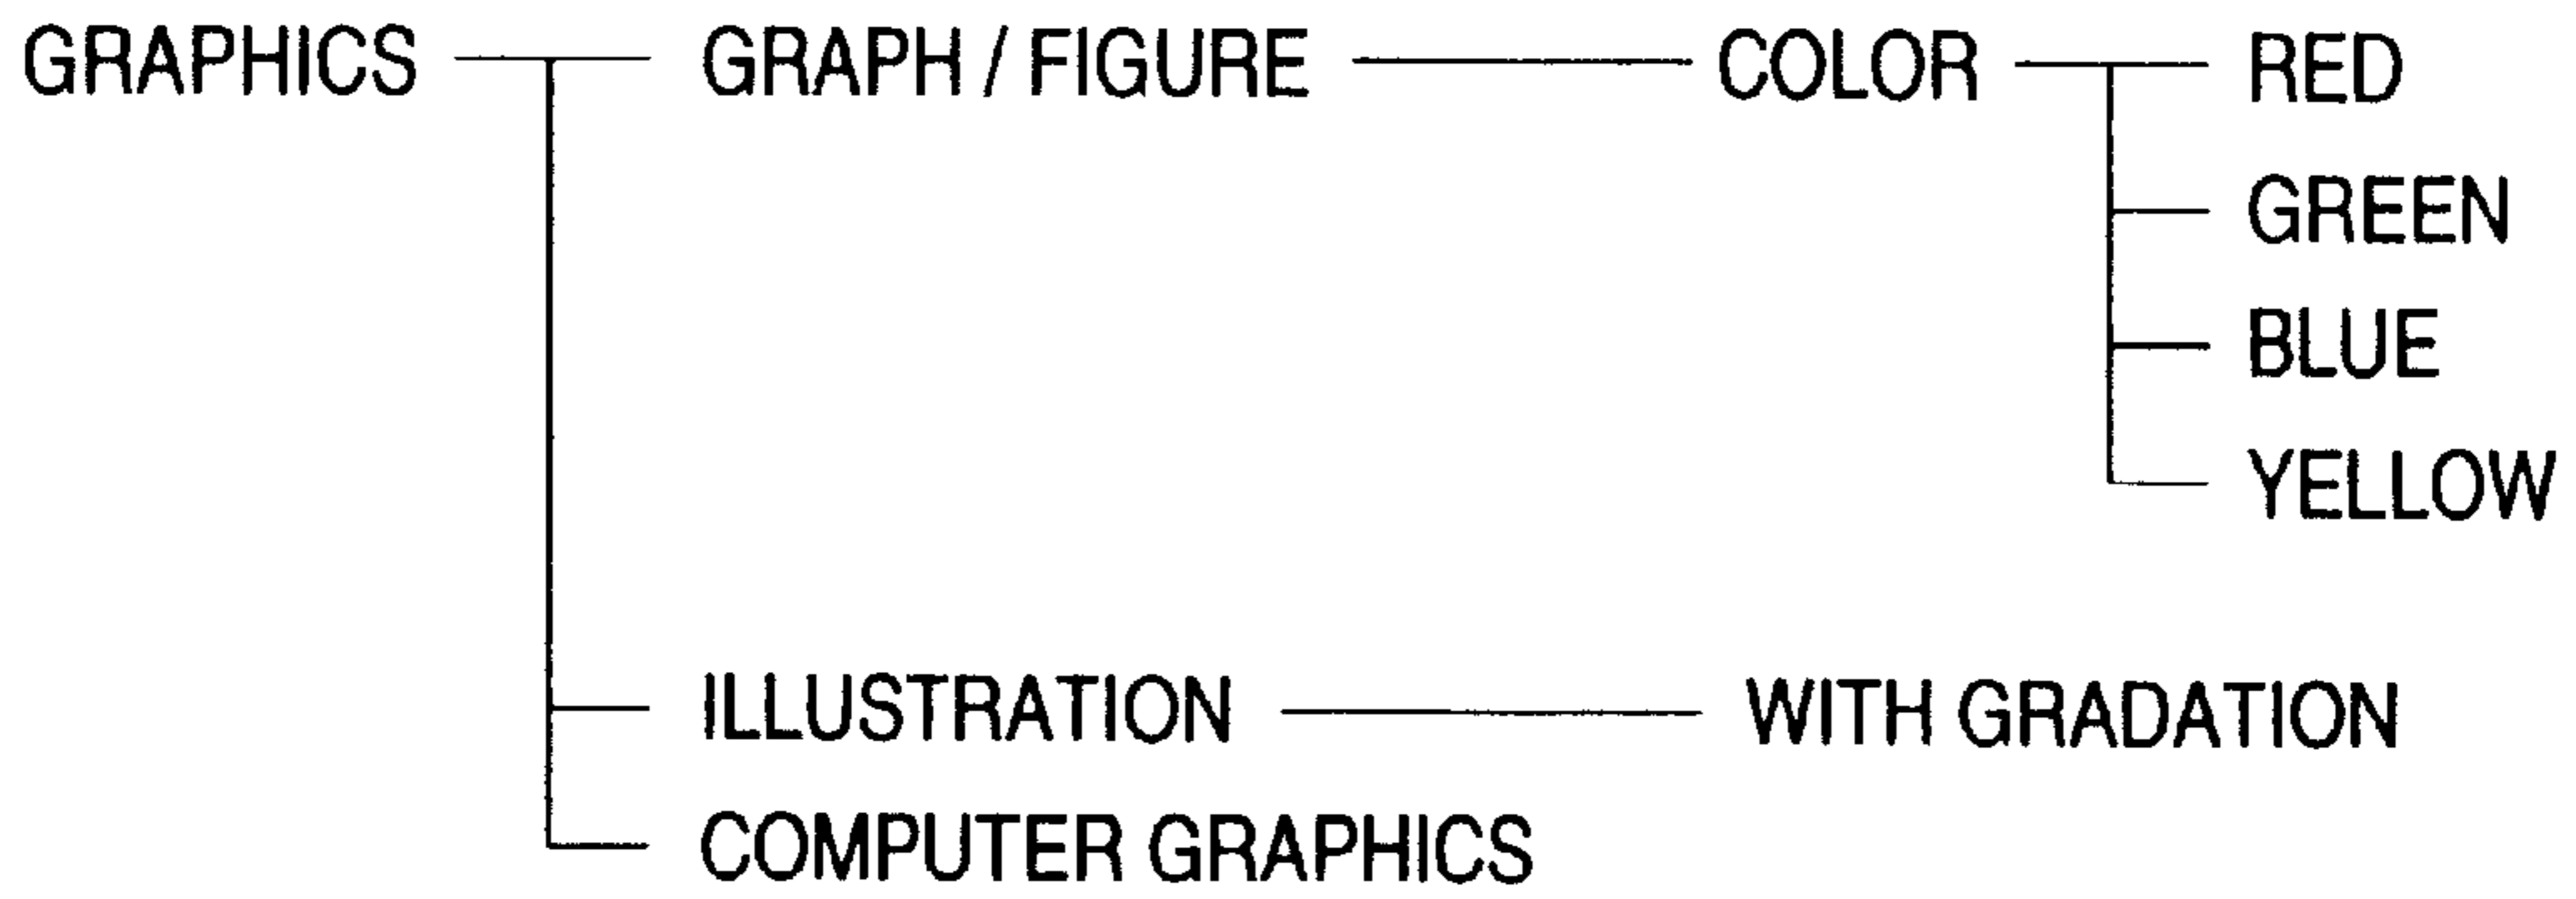 GRAPHICS GRAPH / FIGURE COLOR RED
GREEN
BLUE
YELLOW
ILLUSTRATION WITH GRADATION
COMPUTER GRAPHICS